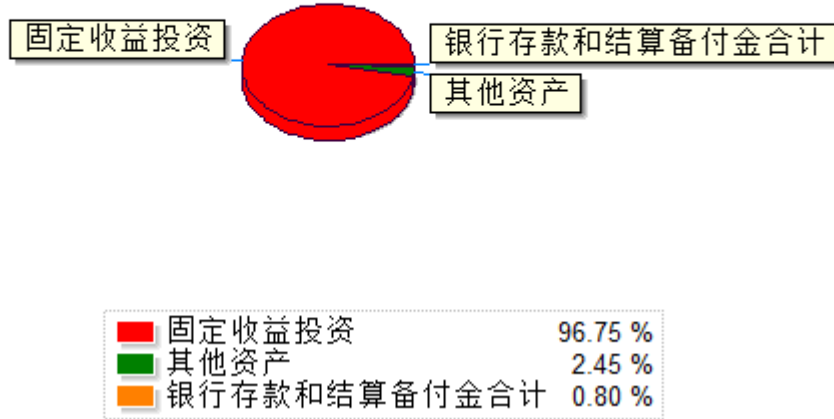 固定收益投资
银行存款和结算备付金合计
其他资产
固定收益投资 96.75 %
其他资产 2.45 %
银行存款和结算备付金合计 0.80 %